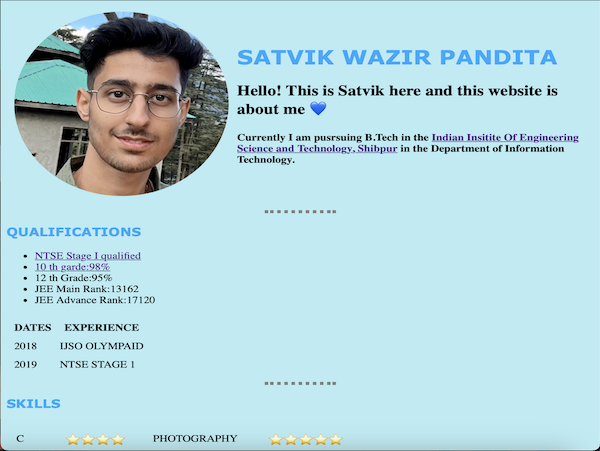 SATVIK WAZIR PANDITA
Hello! This is Satvik here and this website is
about me 💙
Currently I am pusrsuing B.Tech in the Indian Insitite Of Engineering
Science and Technology, Shibpur in the Department of Information
Technology.
QUALIFICATIONS
NTSE Stage I qualified
10 th garde:98%
12 th Grade:95%
JEE Main Rank:13162
JEE Advance Rank:17120
DATES EXPERIENCE
2018 IJSO OLYMPAID
2019 NTSE STAGE 1
SKILLS
C ⭐⭐⭐⭐ PHOTOGRAPHY ⭐⭐⭐⭐⭐